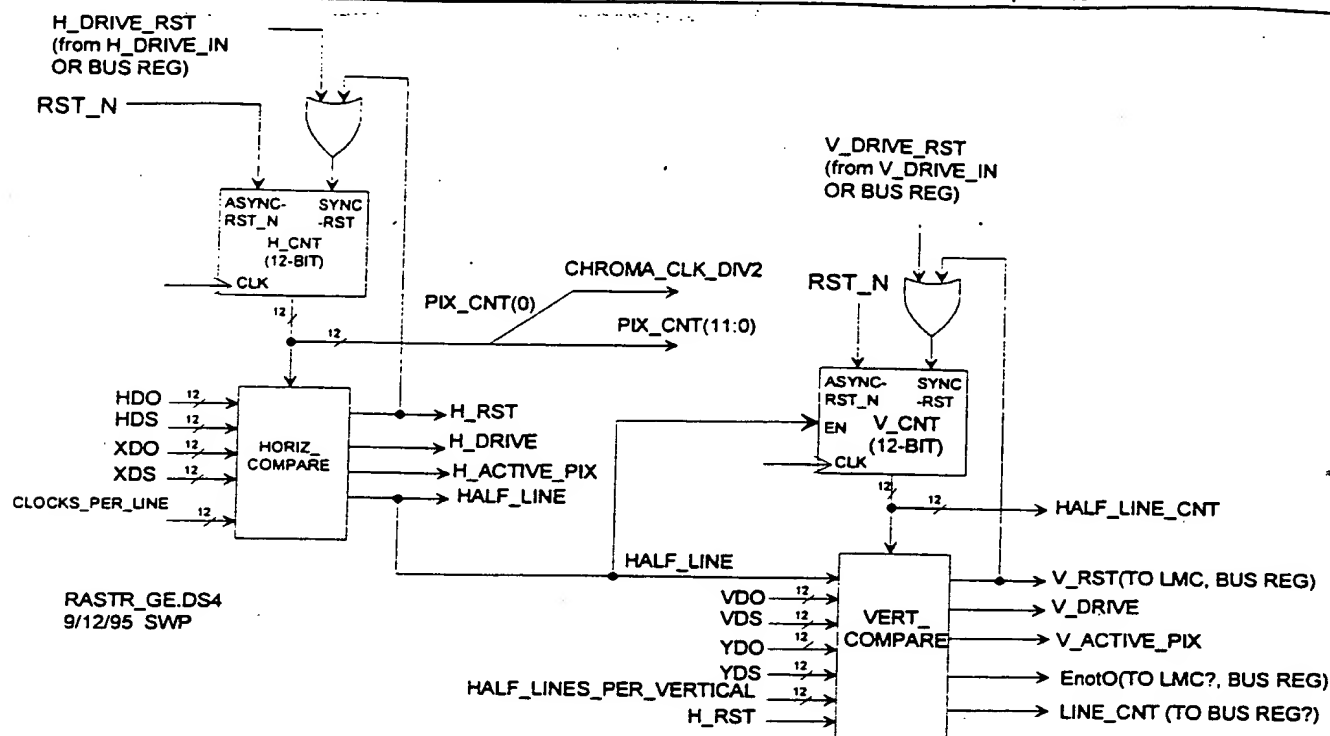 H_DRIVE_RST
(from H_DRIVE_IN
OR BUS REG)
RST_N
ASYNC-
RST_N
SYNC
-RST
H_CNT
(12-BIT)
CLK
12
12
PIX_CNT(0)
CHROMA_CLK_DIV2
PIX_CNT(11:0)
HDO
12
HDS
12
XDO
12
XDS
12
CLOCKS_PER_LINE
12
HORIZ_
COMPARE
H_RST
H_DRIVE
H_ACTIVE_PIX
HALF_LINE
V_DRIVE_RST
(from V_DRIVE_IN
OR BUS REG)
RST_N
ASYNC-
RST_N
SYNC
-RST
EN
V_CNT
(12-BIT)
CLK
12
12
HALF_LINE_CNT
HALF_LINE
VDO
12
VDS
12
YDO
12
YDS
12
HALF_LINES_PER_VERTICAL
12
H_RST
VERT_
COMPARE
V_RST(TO LMC, BUS REG)
V_DRIVE
V_ACTIVE_PIX
EnotO(TO LMC?, BUS REG)
LINE_CNT (TO BUS REG?)
RASTR_GE.DS4
9/12/95 SWP